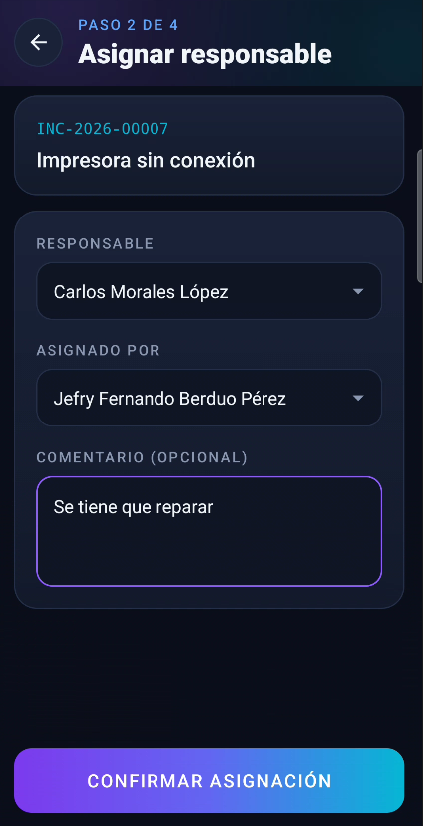 PASO 2 DE 4
Asignar responsable
INC-2026-00007
Impresora sin conexión
RESPONSABLE
Carlos Morales López
ASIGNADO POR
Jefry Fernando Berduo Pérez
COMENTARIO (OPCIONAL)
Se tiene que reparar
CONFIRMAR ASIGNACIÓN